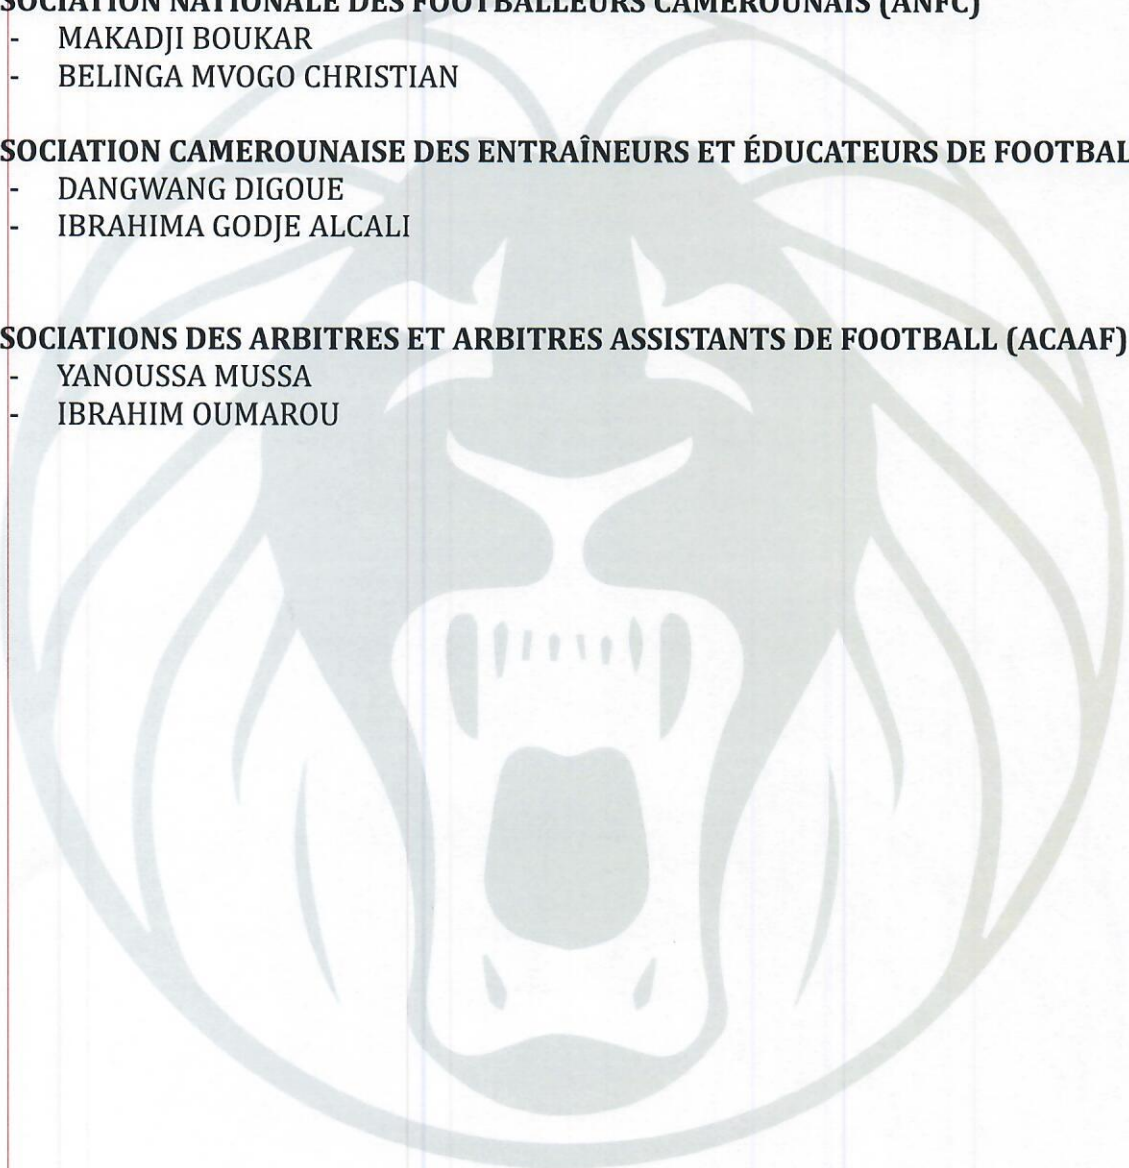 SOCIATION NATIONALE DES FOOTBALLEURS CAMEROUNAIS (ANFC)
- MAKADJI BOUKAR
- BELINGA MVOGO CHRISTIAN
SOCIATION CAMEROUNAISE DES ENTRAÎNEURS ET ÉDUCATEURS DE FOOTBAL
- DANGWANG DIGOUE
- IBRAHIMA GODJE ALCALI
SOCIATIONS DES ARBITRES ET ARBITRES ASSISTANTS DE FOOTBALL (ACAAF)
- YANOUSSA MUSSA
- IBRAHIM OUMAROU